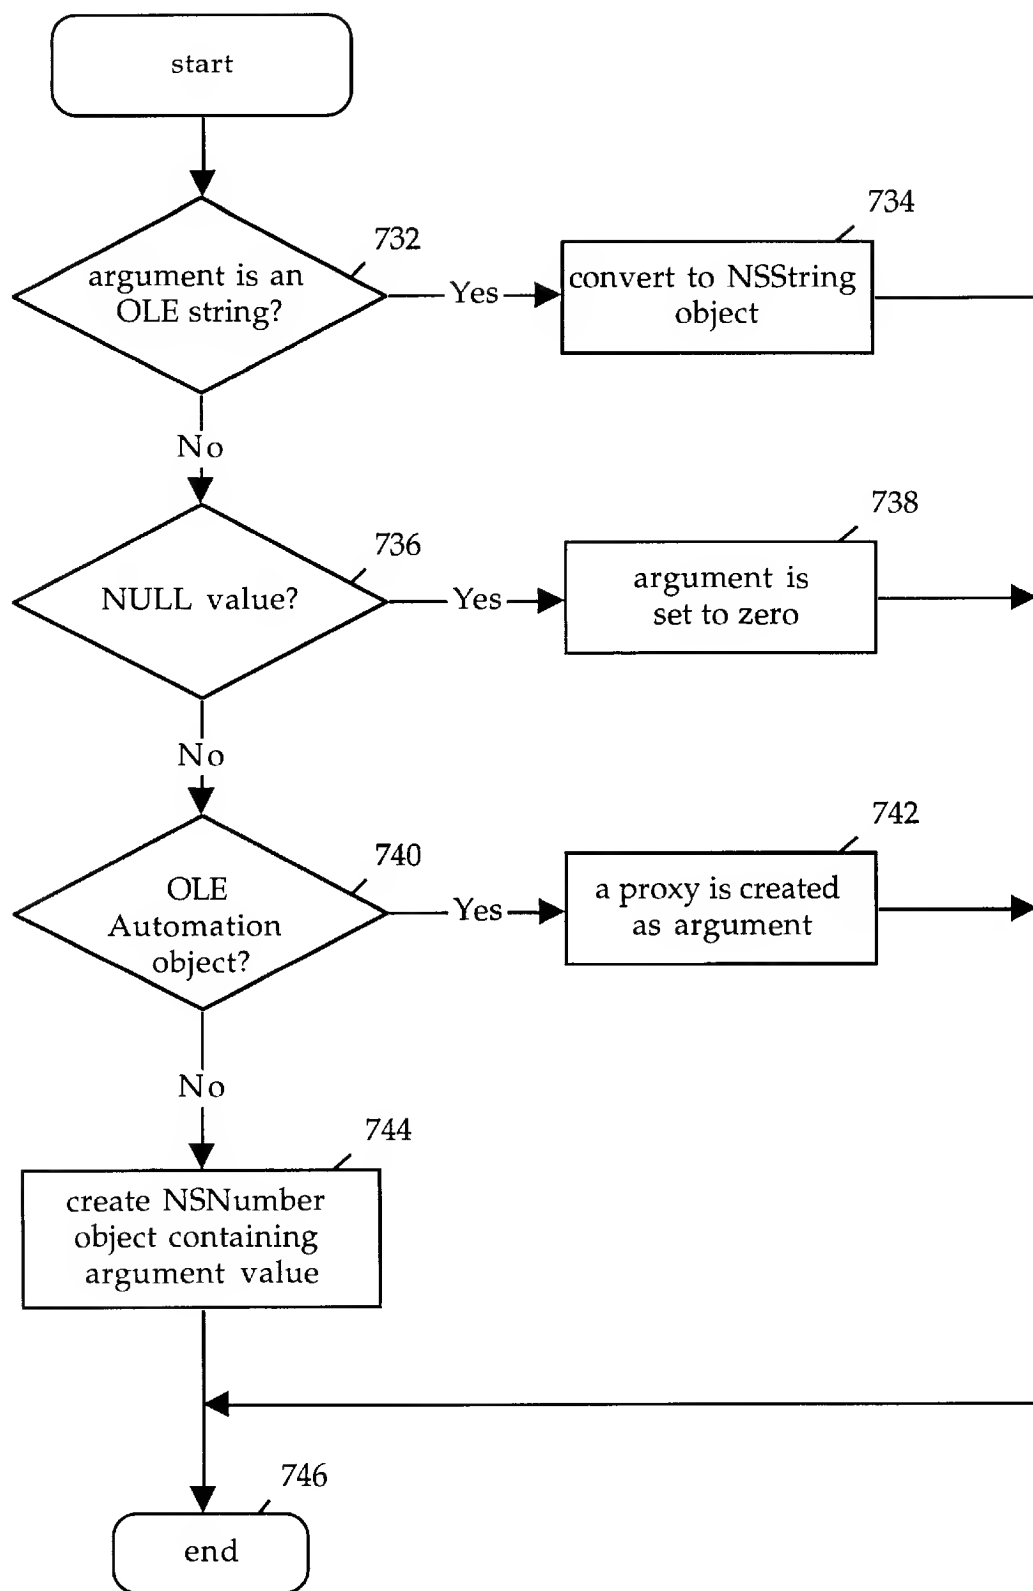 start
732
argument is an
OLE string?
Yes
734
convert to NSString
object
No
736
NULL value?
Yes
738
argument is
set to zero
No
740
OLE
Automation
object?
Yes
742
a proxy is created
as argument
No
744
create NSNumber
object containing
argument value
746
end